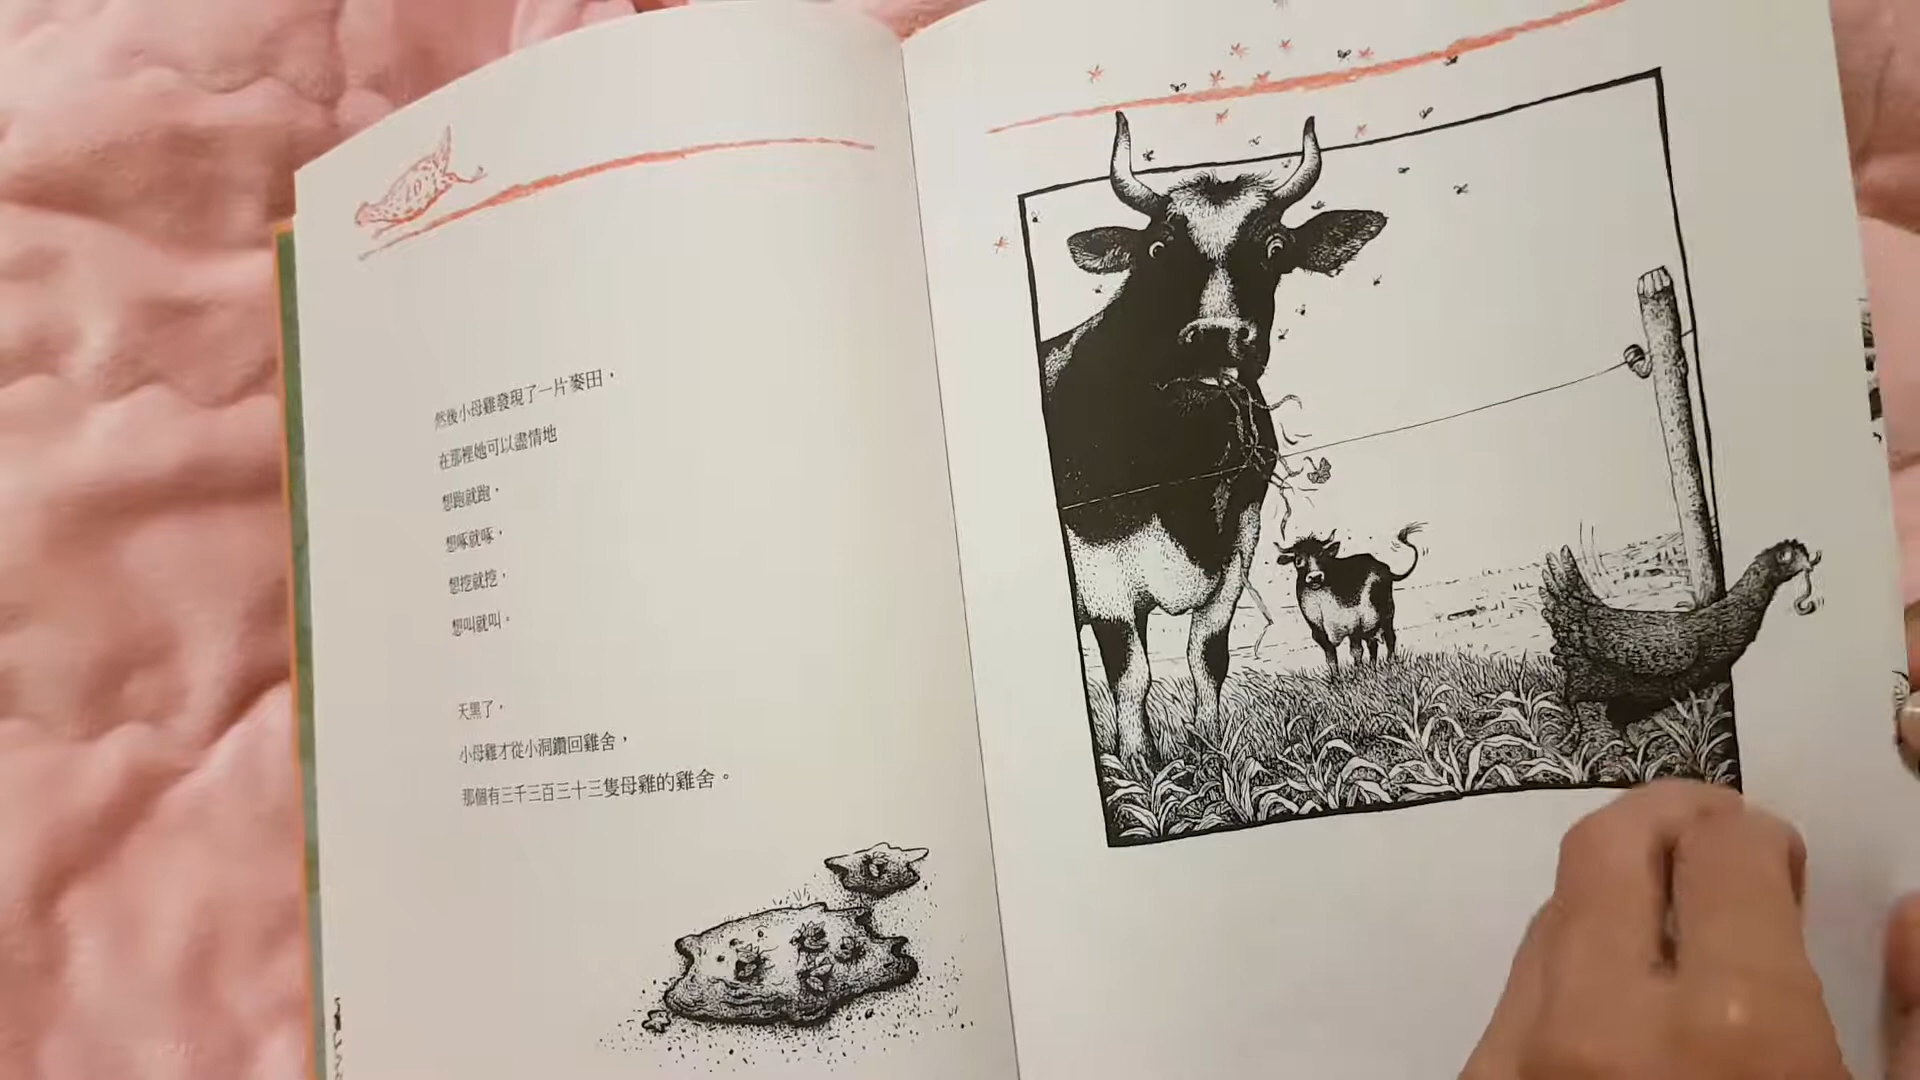 然後小母雞發現了一片麥田，
在那裡她可以盡情地
想跑就跑，
想啄就啄，
想挖就挖，
想叫就叫。
天黑了，
小母雞才從小洞鑽回雞舍，
那個有三千三百三十三隻母雞的雞舍。